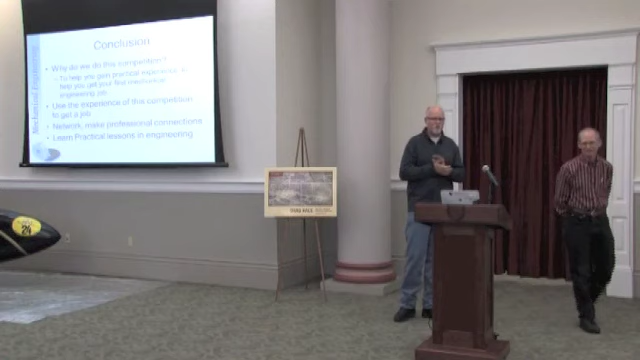 Conclusion
Mechanical Engineering
• Why do we do this competition?
– To help you gain practical experience to
help you get your first mechanical
engineering job
• Use the experience of this competition
to get a job
• Network, make professional connections
• Learn Practical lessons in engineering
24